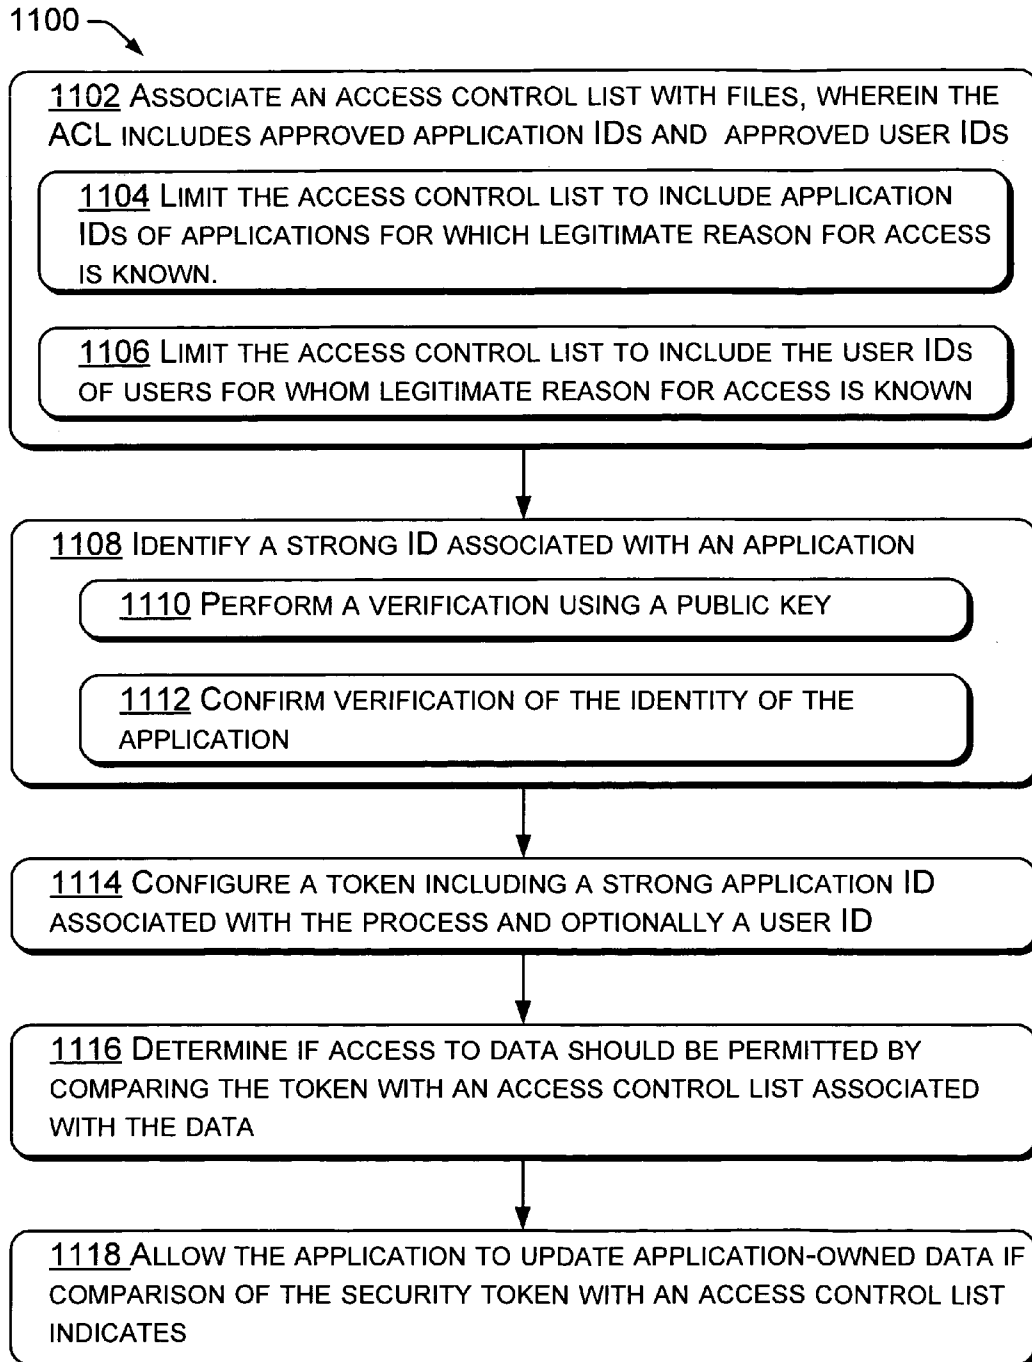 1100
1102 ASSOCIATE AN ACCESS CONTROL LIST WITH FILES, WHEREIN THE
ACL INCLUDES APPROVED APPLICATION IDS AND APPROVED USER IDS
1104 LIMIT THE ACCESS CONTROL LIST TO INCLUDE APPLICATION
IDS OF APPLICATIONS FOR WHICH LEGITIMATE REASON FOR ACCESS
IS KNOWN.
1106 LIMIT THE ACCESS CONTROL LIST TO INCLUDE THE USER IDS
OF USERS FOR WHOM LEGITIMATE REASON FOR ACCESS IS KNOWN
1108 IDENTIFY A STRONG ID ASSOCIATED WITH AN APPLICATION
1110 PERFORM A VERIFICATION USING A PUBLIC KEY
1112 CONFIRM VERIFICATION OF THE IDENTITY OF THE
APPLICATION
1114 CONFIGURE A TOKEN INCLUDING A STRONG APPLICATION ID
ASSOCIATED WITH THE PROCESS AND OPTIONALLY A USER ID
1116 DETERMINE IF ACCESS TO DATA SHOULD BE PERMITTED BY
COMPARING THE TOKEN WITH AN ACCESS CONTROL LIST ASSOCIATED
WITH THE DATA
1118 ALLOW THE APPLICATION TO UPDATE APPLICATION-OWNED DATA IF
COMPARISON OF THE SECURITY TOKEN WITH AN ACCESS CONTROL LIST
INDICATES